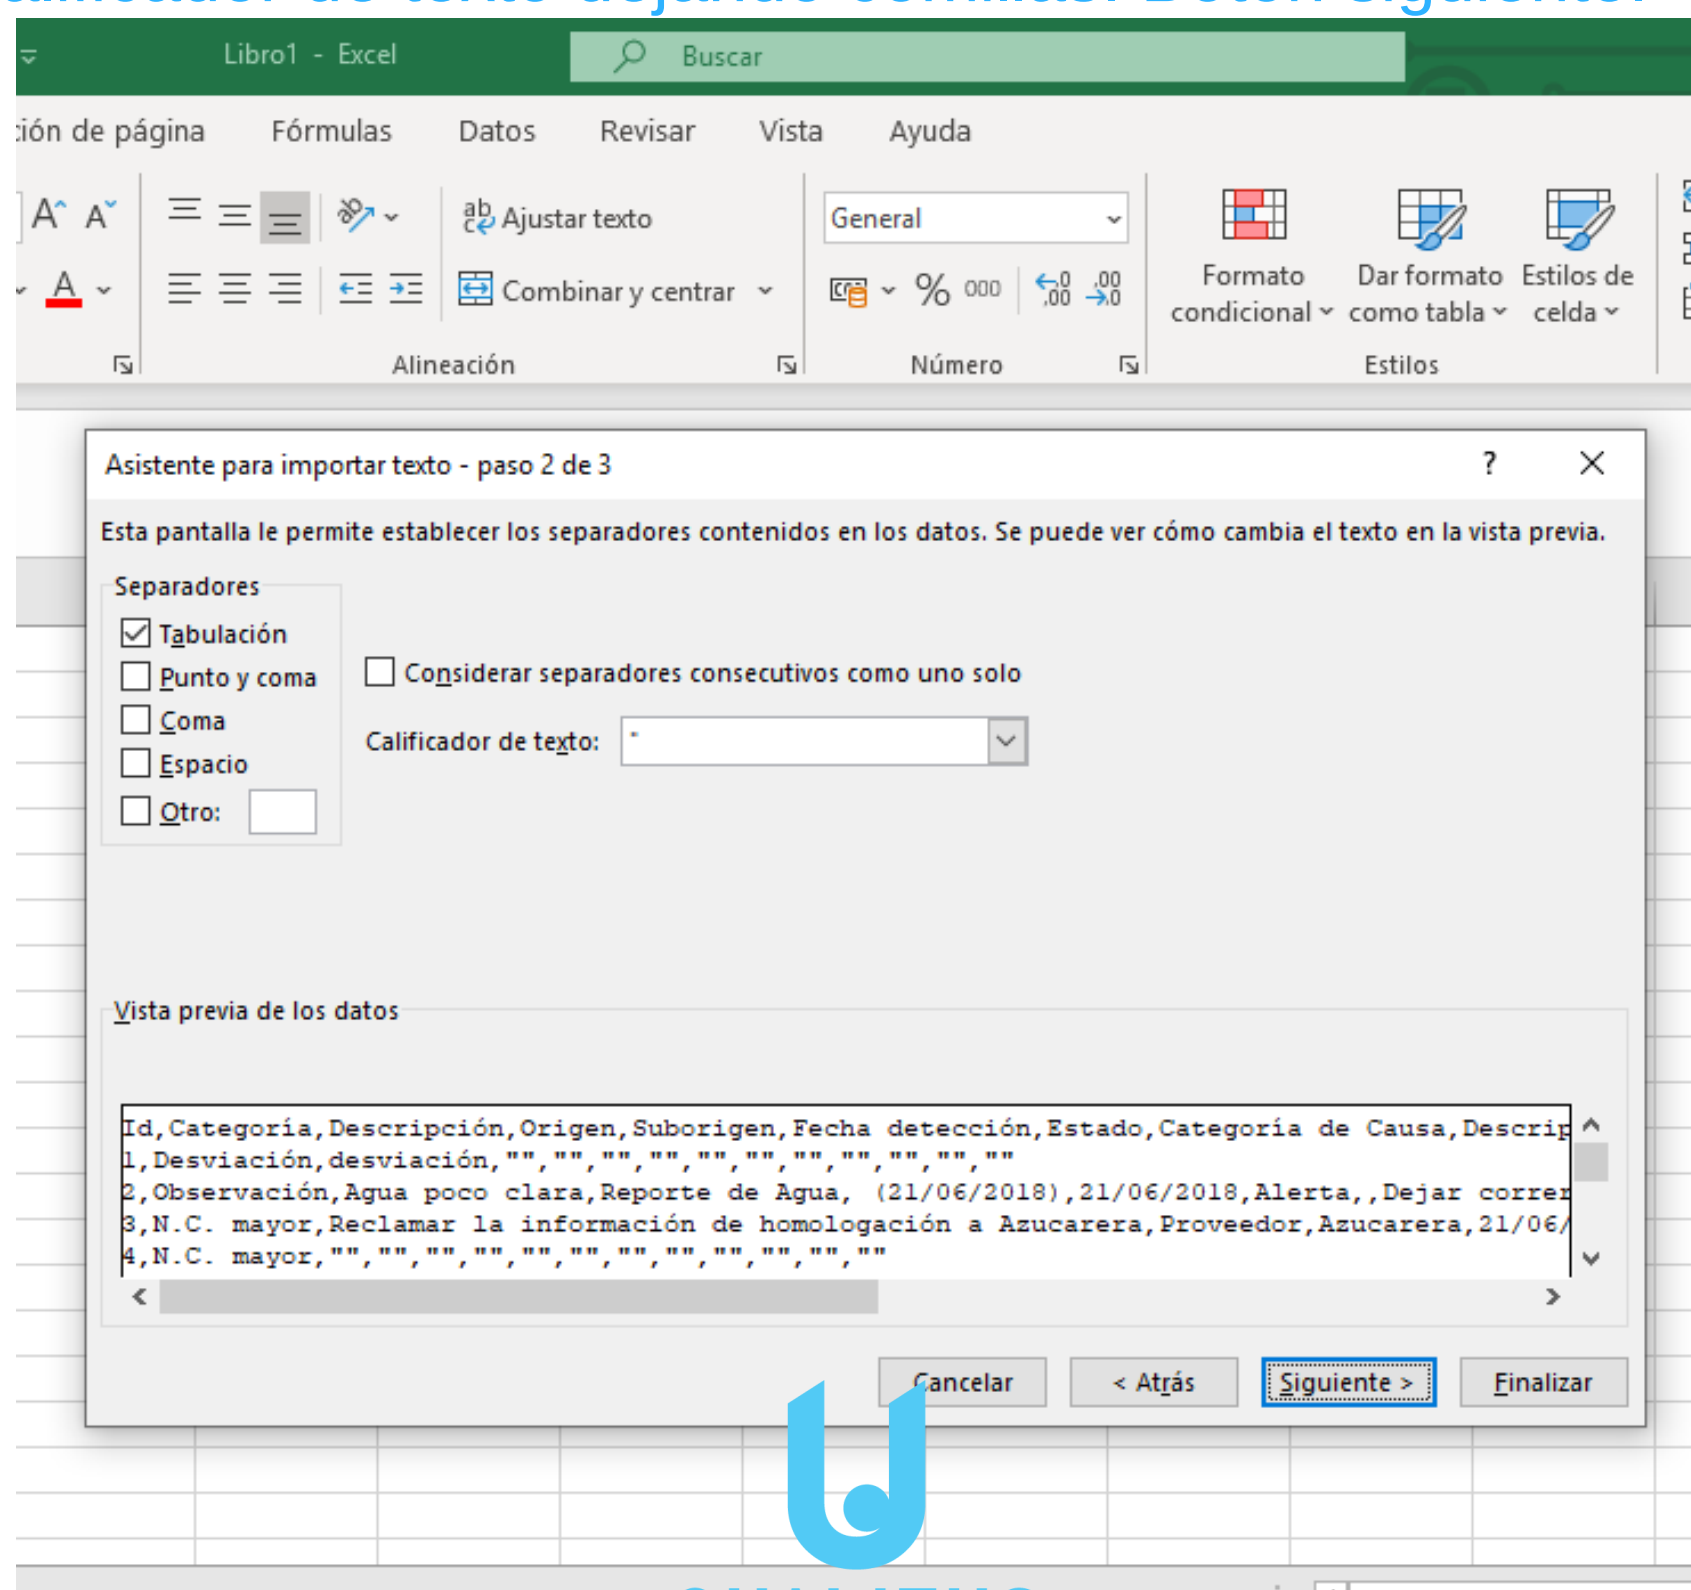 de texto dejando comillas. Botón Siguiente.
Libro1 - Excel
Buscar
de página Fórmulas Datos Revisar Vista Ayuda
Ajustar texto
General
Combinar y centrar
% 000
Formato condicional
Dar formato como tabla
Estilos de celda
Alineación
Número
Estilos
Asistente para importar texto - paso 2 de 3
Esta pantalla le permite establecer los separadores contenidos en los datos. Se puede ver cómo cambia el texto en la vista previa.
Separadores
Tabulación
Punto y coma
Coma
Espacio
Otro:
Considerar separadores consecutivos como uno solo
Calificador de texto: "
Vista previa de los datos
Id,Categoría,Descripción,Origen,Suborigen,Fecha detección,Estado,Categoría de Causa,Descrip
1,Desviación,desviación,"","","","","","","","","","",""
2,Observación,Agua poco clara,Reporte de Agua, (21/06/2018),21/06/2018,Alerta,,Dejar correr
3,N.C. mayor,Reclamar la información de homologación a Azucarera,Proveedor,Azucarera,21/06/
4,N.C. mayor,"","","","","","","","","","","",""
Cancelar
< Atrás
Siguiente >
Finalizar